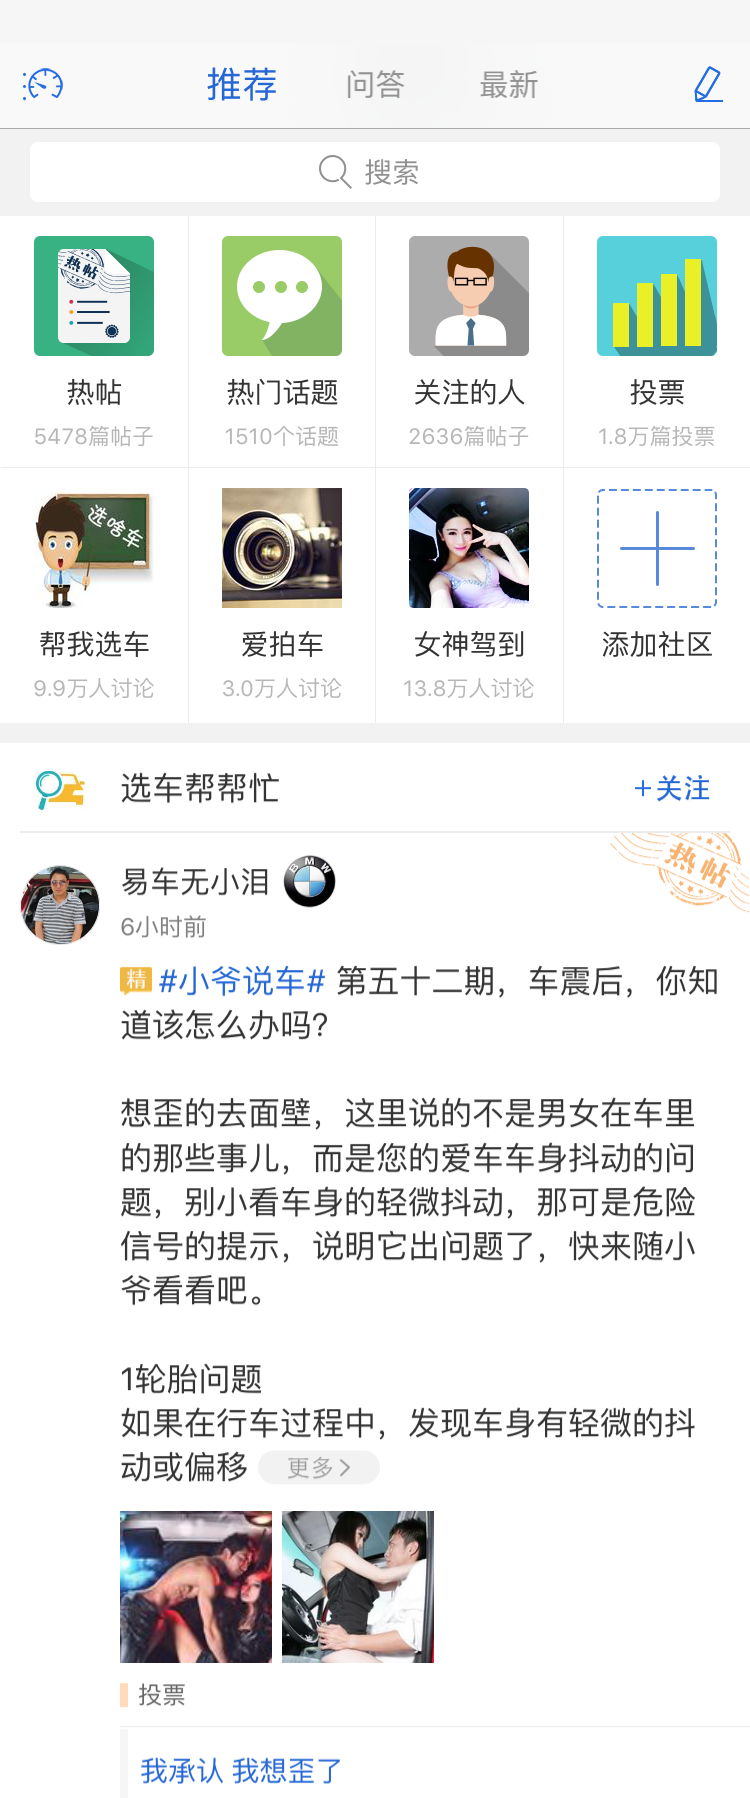 推荐 问答 最新
搜索
热帖
热帖 热门话题 关注的人 投票
5478篇帖子 1510个话题 2636篇帖子 1.8万篇投票
选啥车
帮我选车 爱拍车 女神驾到 添加社区
9.9万人讨论 3.0万人讨论 13.8万人讨论
选车帮帮忙 +关注
热帖
易车无小泪 BMW
6小时前
精 #小爷说车# 第五十二期，车震后，你知
道该怎么办吗？
想歪的去面壁，这里说的不是男女在车里
的那些事儿，而是您的爱车车身抖动的问
题，别小看车身的轻微抖动，那可是危险
信号的提示，说明它出问题了，快来随小
爷看看吧。
1轮胎问题
如果在行车过程中，发现车身有轻微的抖
动或偏移 更多
投票
我承认 我想歪了